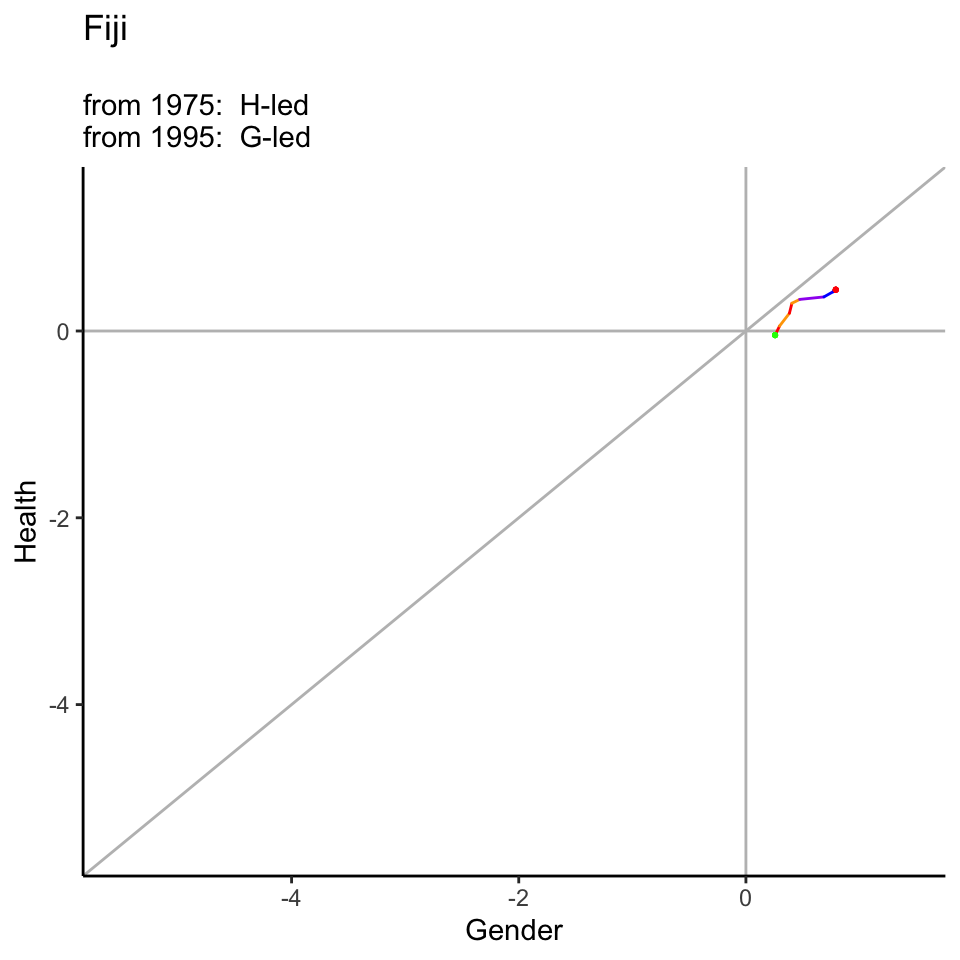 Fiji
from 1975:  H-led
from 1995:  G-led
Health
0
-2
-4
-4
-2
0
Gender